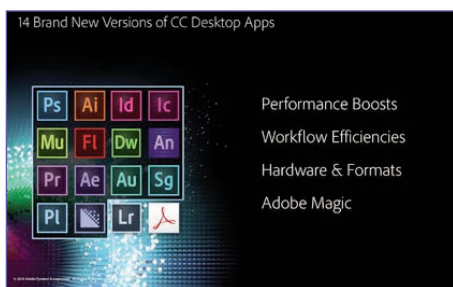 14 Brand New Versions of CC Desktop Apps
Ps Ai Id Ic
Mu Fl Dw An
Pr Ae Au Sg
Pl Lr
Performance Boosts
Workflow Efficiencies
Hardware & Formats
Adobe Magic